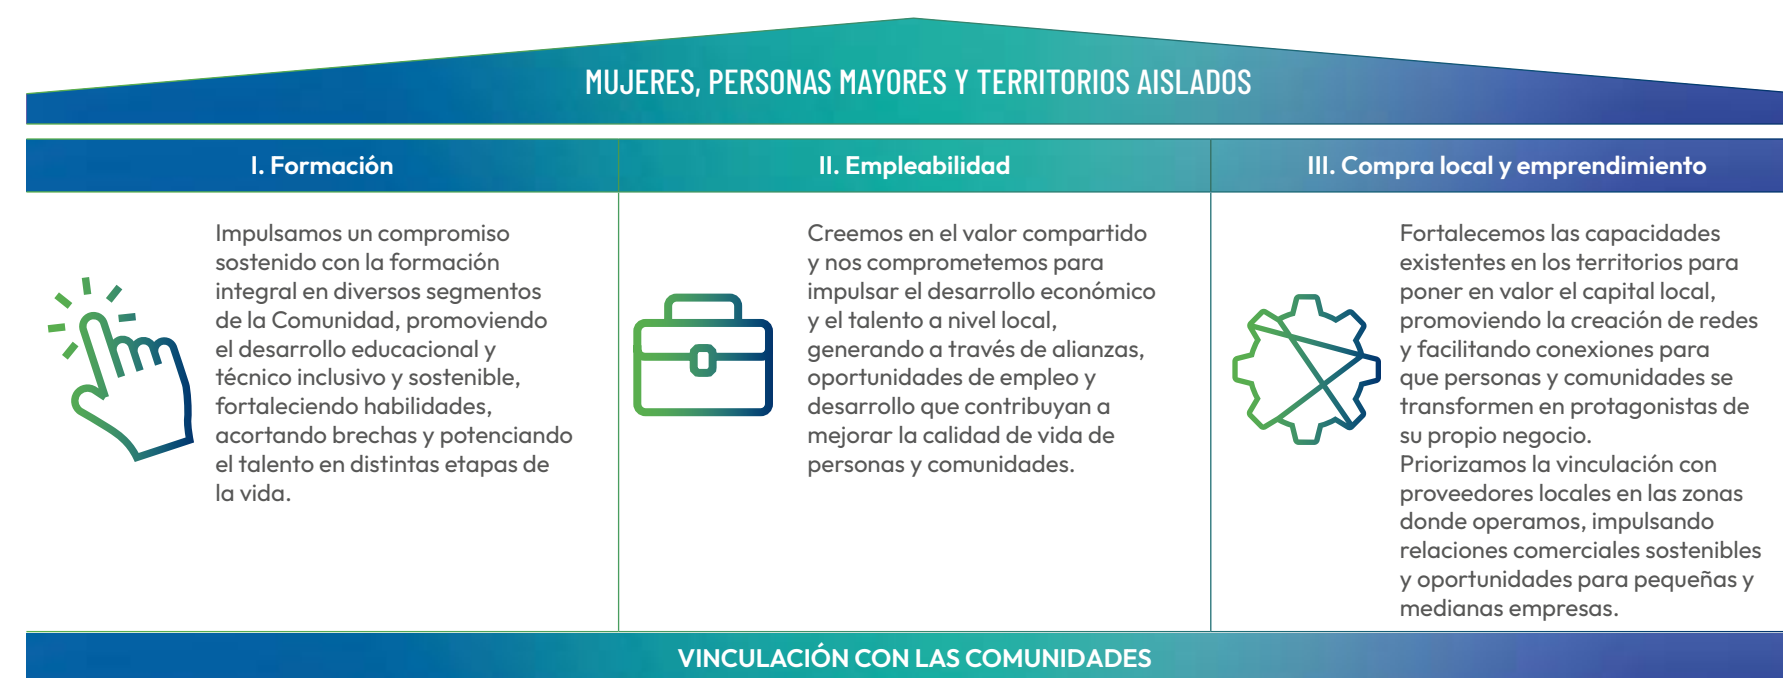 MUJERES, PERSONAS MAYORES Y TERRITORIOS AISLADOS
I. Formación
Impulsamos un compromiso
sostenido con la formación
integral en diversos segmentos
de la Comunidad, promoviendo
el desarrollo educacional y
técnico inclusivo y sostenible,
fortaleciendo habilidades,
acortando brechas y potenciando
el talento en distintas etapas de
la vida.
II. Empleabilidad
Creemos en el valor compartido
y nos comprometemos para
impulsar el desarrollo económico
y el talento a nivel local,
generando a través de alianzas,
oportunidades de empleo y
desarrollo que contribuyan a
mejorar la calidad de vida de
personas y comunidades.
III. Compra local y emprendimiento
Fortalecemos las capacidades
existentes en los territorios para
poner en valor el capital local,
promoviendo la creación de redes
y facilitando conexiones para
que personas y comunidades se
transformen en protagonistas de
su propio negocio.
Priorizamos la vinculación con
proveedores locales en las zonas
donde operamos, impulsando
relaciones comerciales sostenibles
y oportunidades para pequeñas y
medianas empresas.
VINCULACIÓN CON LAS COMUNIDADES